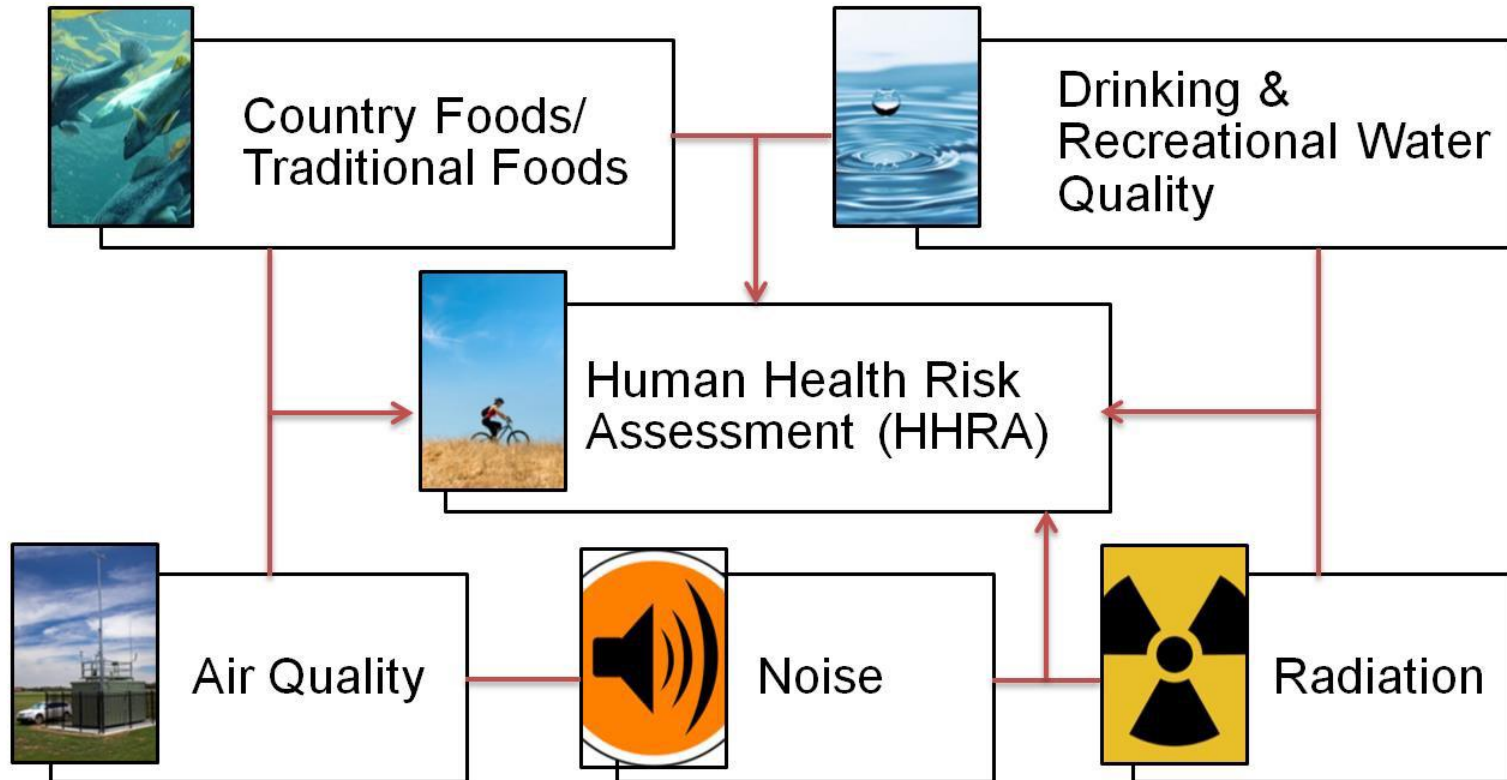 Country Foods/
Traditional Foods
Drinking &
Recreational Water
Quality
Human Health Risk
Assessment (HHRA)
Air Quality
Noise
Radiation